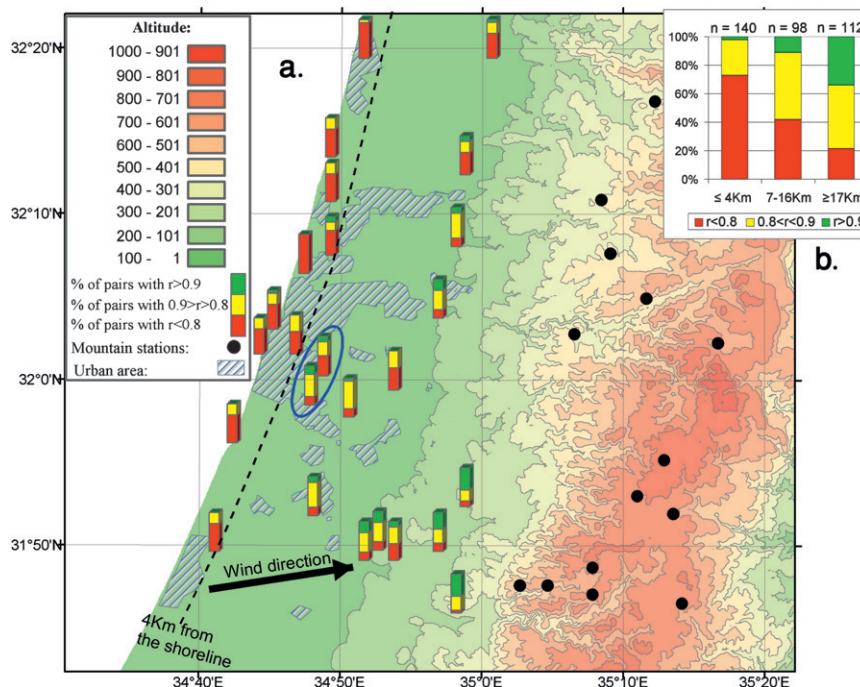 Altitude:
1000 - 901
900 - 801
800 - 701
700 - 601
600 - 501
500 - 401
400 - 301
300 - 201
200 - 101
100 - 1
% of pairs with r>0.9
% of pairs with 0.9>r>0.8
% of pairs with r<0.8
Mountain stations:
Urban area:
a.
32°20'N
32°10'N
32°0'N
31°50'N
Wind direction
4Km from
the shoreline
34°40'E
34°50'E
35°0'E
35°10'E
35°20'E
n = 140
n = 98
n = 112
100%
80%
60%
40%
20%
0%
≤ 4Km
7-16Km
≥17Km
r<0.8
0.8<r<0.9
r>0.9
b.